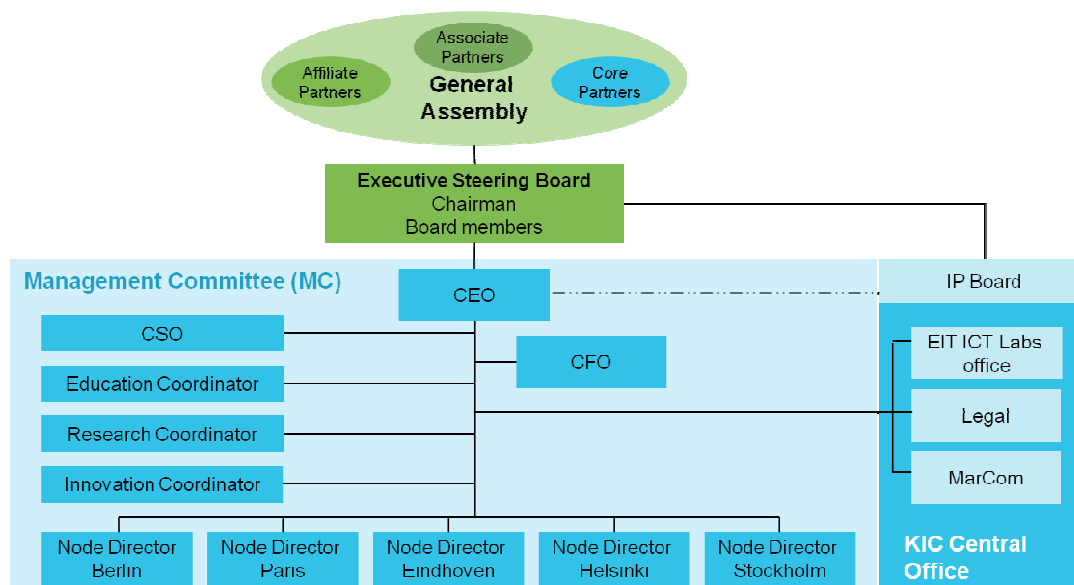 Associate
Partners
Affiliate
Partners
Core
Partners
General
Assembly
Executive Steering Board
Chairman
Board members
Management Committee (MC)
CEO
IP Board
CSO
CFO
EIT ICT Labs
office
Education Coordinator
Legal
Research Coordinator
Innovation Coordinator
MarCom
Node Director
Berlin
Node Director
Paris
Node Director
Eindhoven
Node Director
Helsinki
Node Director
Stockholm
KIC Central
Office